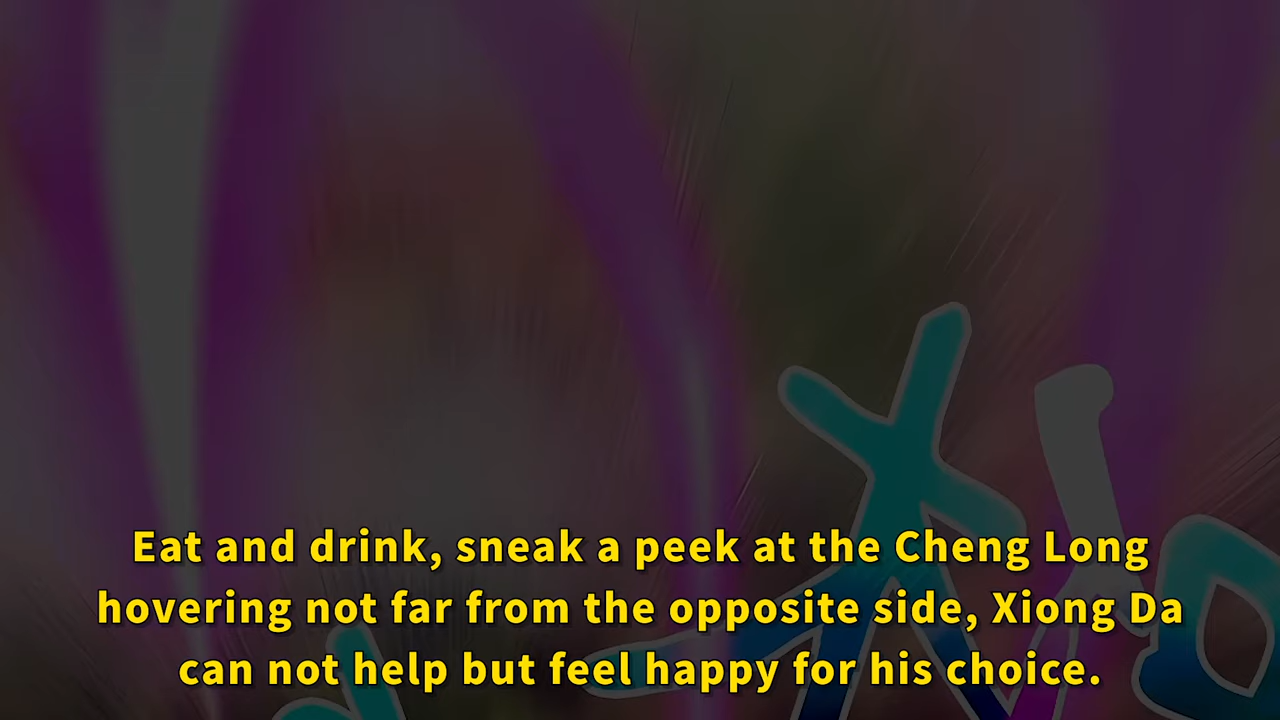 Eat and drink, sneak a peek at the Cheng Long
hovering not far from the opposite side, Xiong Da
can not help but feel happy for his choice.